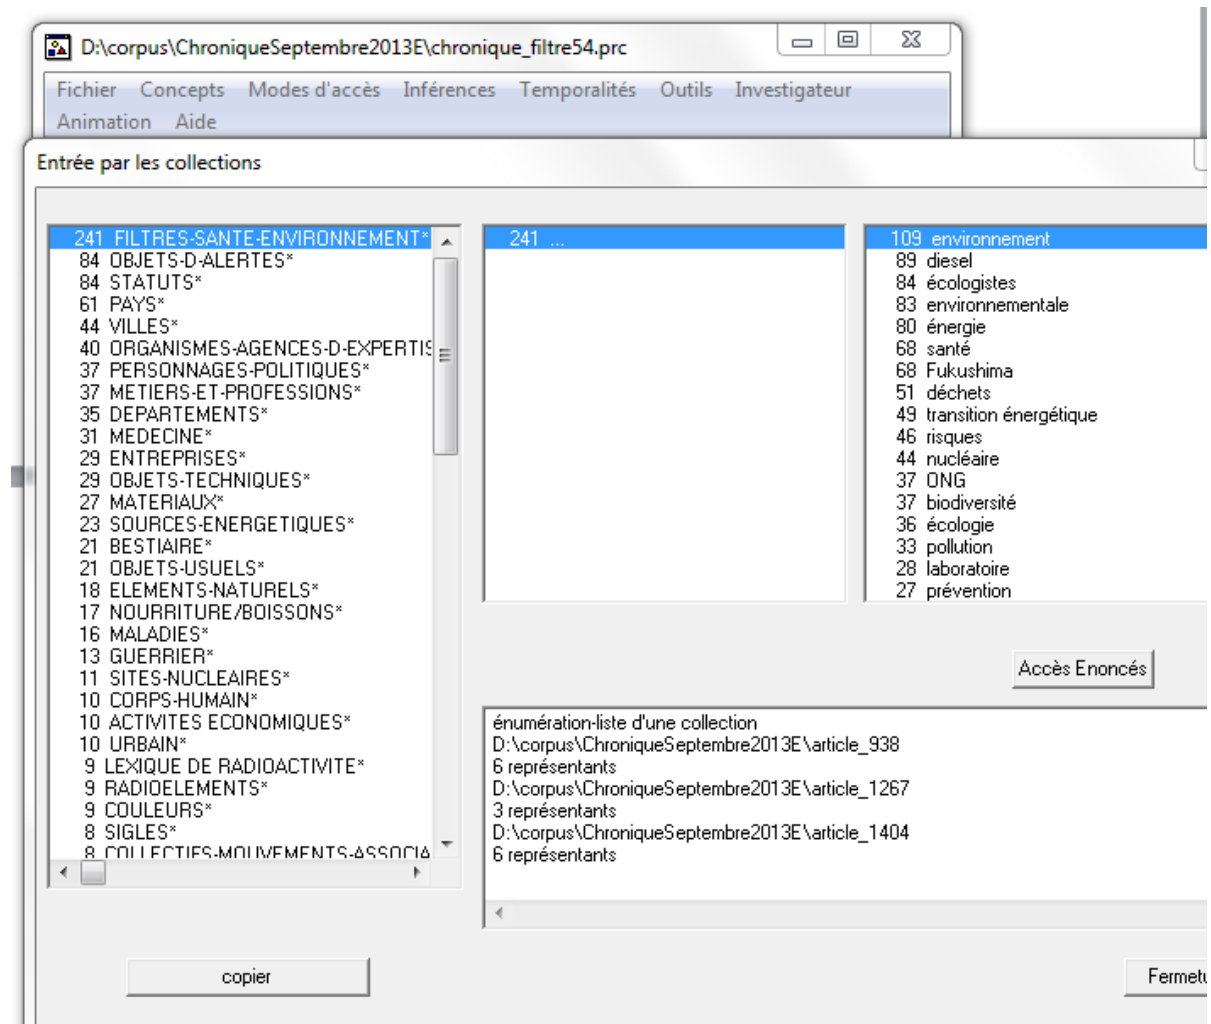 D:\corpus\ChroniqueSeptembre2013E\chronique_filtre54.prc
Fichier Concepts Modes d'accès Inférences Temporalités Outils Investigateur
Animation Aide
Entrée par les collections
241 FILTRES-SANTE-ENVIRONNEMENT*
84 OBJETS-D-ALERTES*
84 STATUTS*
61 PAYS*
44 VILLES*
40 ORGANISMES-AGENCES-D-EXPERTIS
37 PERSONNAGES-POLITIQUES*
37 METIERS-ET-PROFESSIONS*
35 DEPARTEMENTS*
31 MEDECINE*
29 ENTREPRISES*
29 OBJETS-TECHNIQUES*
27 MATERIAUX*
23 SOURCES-ENERGETIQUES*
21 BESTIAIRE*
21 OBJETS-USUELS*
18 ELEMENTS-NATURELS*
17 NOURRITURE/BOISSONS*
16 MALADIES*
13 GUERRIER*
11 SITES-NUCLEAIRES*
10 CORPS-HUMAIN*
10 ACTIVITES ECONOMIQUES*
10 URBAIN*
9 LEXIQUE DE RADIOACTIVITE*
9 RADIOELEMENTS*
9 COULEURS*
8 SIGLES*
8 COLLECTIFS-MOUVEMENTS-ASSOCIA
241 ...
109 environnement
89 diesel
84 écologistes
83 environnementale
80 énergie
68 santé
68 Fukushima
51 déchets
49 transition énergétique
46 risques
44 nucléaire
37 ONG
37 biodiversité
36 écologie
33 pollution
28 laboratoire
27 prévention
Accès Enoncés
énumération-liste d'une collection
D:\corpus\ChroniqueSeptembre2013E\article_938
6 représentants
D:\corpus\ChroniqueSeptembre2013E\article_1267
3 représentants
D:\corpus\ChroniqueSeptembre2013E\article_1404
6 représentants
copier
Fermetu